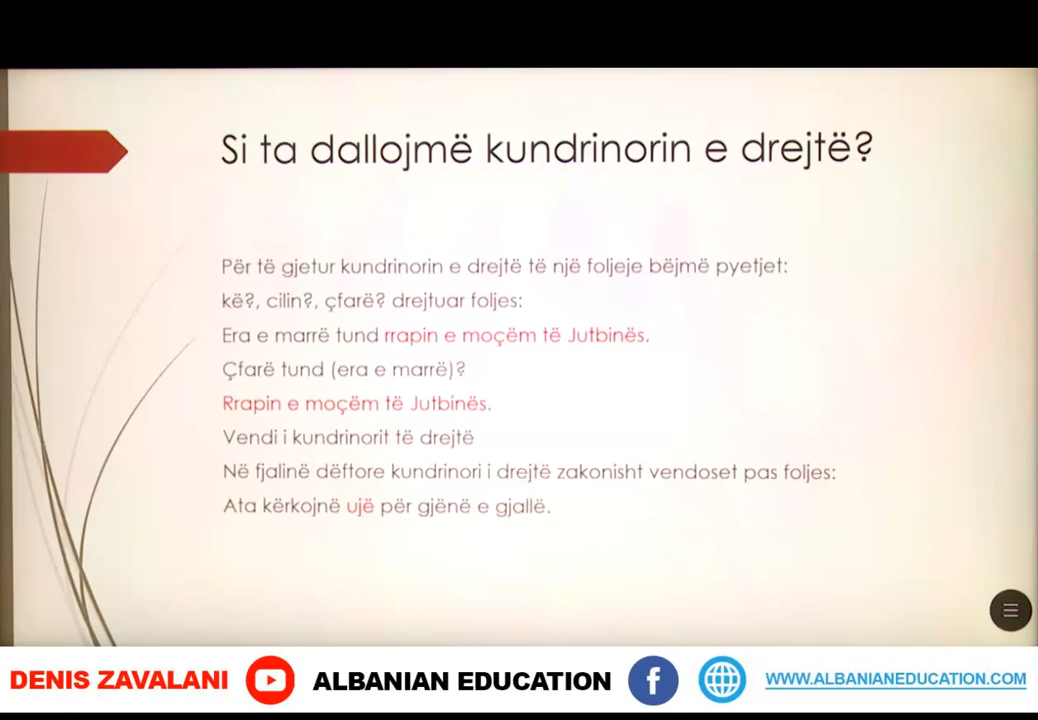 Si ta dallojmë kundrinorin e drejtë?
Për të gjetur kundrinorin e drejtë të një foljeje bëjmë pyetjet:
kë?, cilin?, çfarë? drejtuar foljes:
Era e marrë tund rrapin e moçëm të Jutbinës.
Çfarë tund (era e marrë)?
Rrapin e moçëm të Jutbinës.
Vendi i kundrinorit të drejtë
Në fjalinë dëftore kundrinori i drejtë zakonisht vendoset pas foljes:
Ata kërkojnë ujë për gjënë e gjallë.
DENIS ZAVALANI ALBANIAN EDUCATION f WWW.ALBANIANEDUCATION.COM